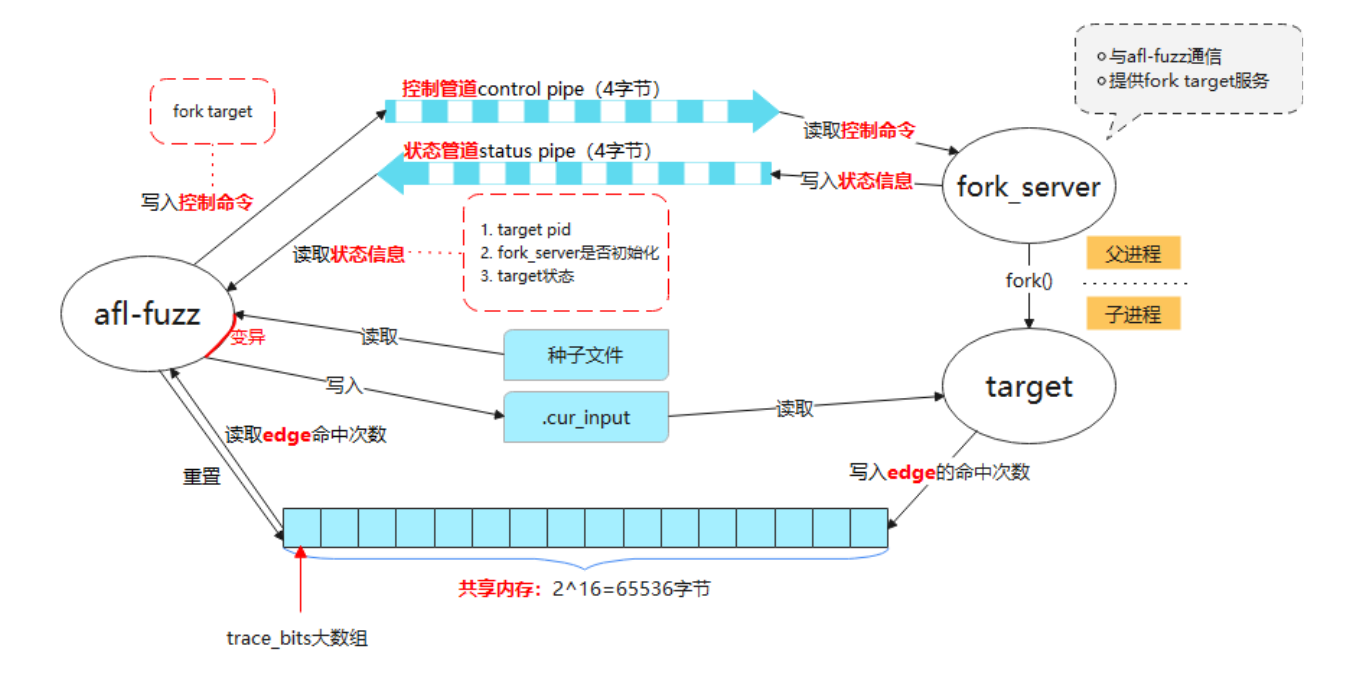 与afl-fuzz通信
提供fork target服务
控制管道control pipe（4字节）
fork target
读取控制命令
状态管道status pipe（4字节）
写入状态信息
fork_server
写入控制命令
1. target pid
2. fork_server是否初始化
3. target状态
读取状态信息
父进程
fork()
子进程
afl-fuzz
变异
读取
种子文件
写入
.cur_input
读取
target
读取edge命中次数
重置
写入edge的命中次数
共享内存：2^16=65536字节
trace_bits大数组